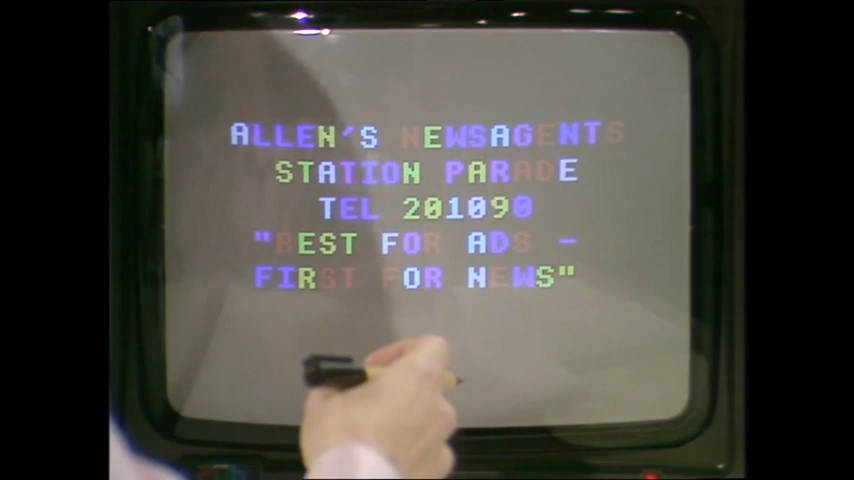 ALLEN'S NEWSAGENTS
STATION PARADE
TEL 201090
"BEST FOR ADS -
FIRST FOR NEWS"